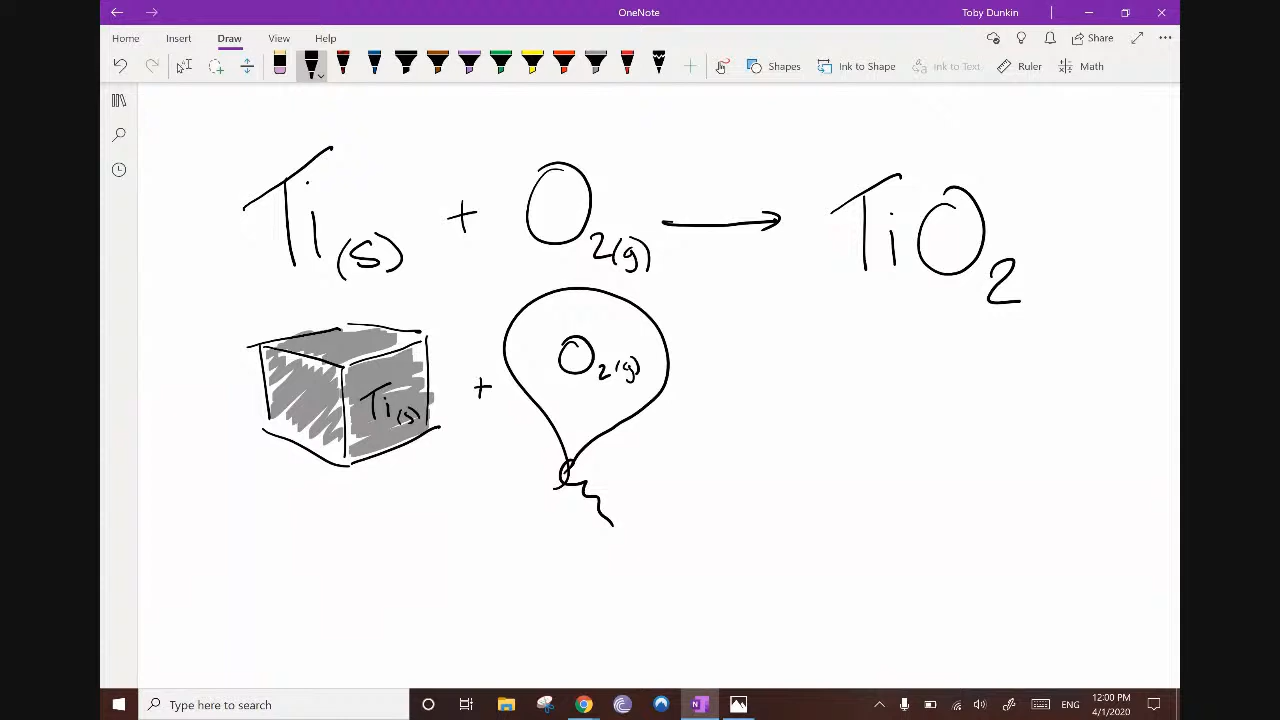 OneNote
Toby Dunkin
Home Insert Draw View Help
Share
Shapes Ink to Shape Ink to Text Ruler Math
Ti(s) + O2(g) → TiO2
Ti(s) + O2(g)
Type here to search
ENG
12:00 PM
4/1/2020